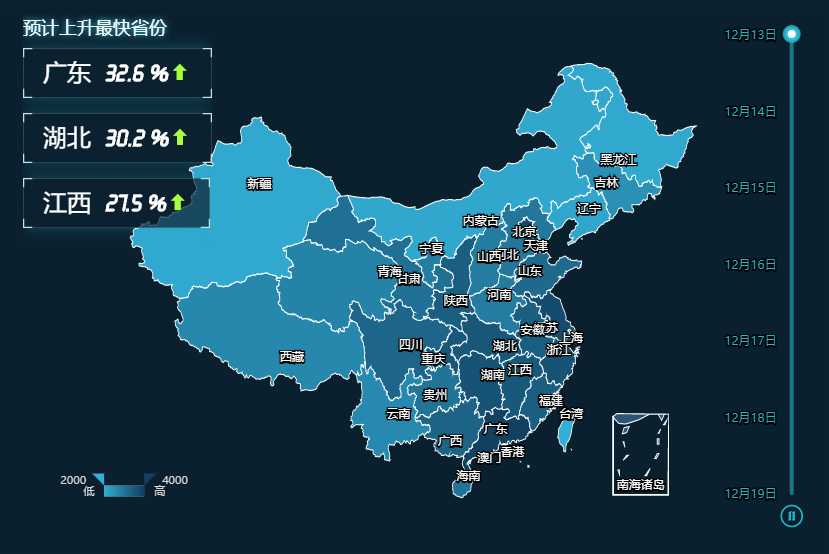 预计上升最快省份
广东 32.6 %
湖北 30.2 %
江西 27.5 %
12月13日
12月14日
12月15日
12月16日
12月17日
12月18日
12月19日
黑龙江
吉林
新疆
辽宁
内蒙古
北京
天津
宁夏
山西
河北
青海
甘肃
山东
陕西
河南
安徽
江苏
上海
四川
湖北
浙江
西藏
重庆
湖南
江西
贵州
福建
云南
台湾
广东
广西
香港
澳门
海南
南海诸岛
2000
4000
低
高